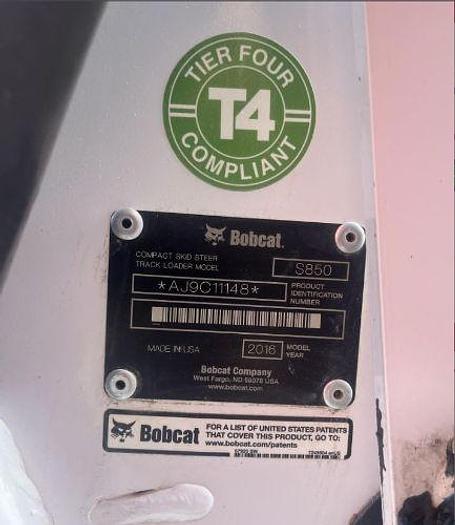 TIER FOUR
T4
COMPLIANT
Bobcat.
COMPACT SKID STEER
TRACK LOADER MODEL
S850
*AJ9C11148*
PRODUCT
IDENTIFICATION
NUMBER
MADE IN USA
2016
MODEL
YEAR
Bobcat Company
West Fargo, ND 58078 USA
www.bobcat.com
Bobcat
FOR A LIST OF UNITED STATES PATENTS
THAT COVER THIS PRODUCT, GO TO:
www.bobcat.com/patents